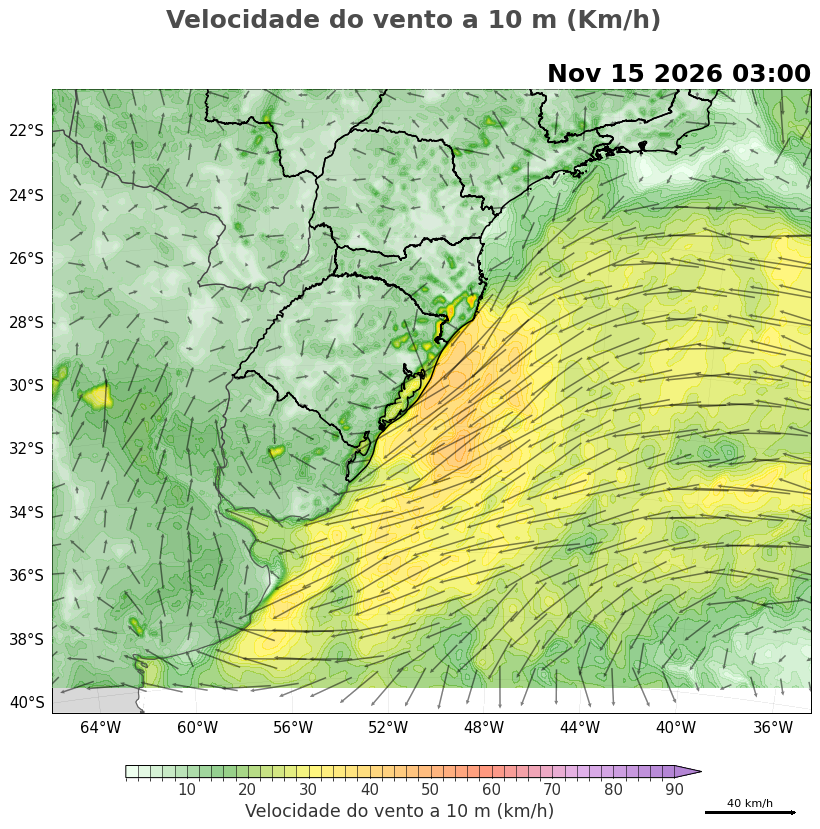 Velocidade do vento a 10 m (Km/h)
Nov 15 2026 03:00
22°S
24°S
26°S
28°S
30°S
32°S
34°S
36°S
38°S
40°S
64°W 60°W 56°W 52°W 48°W 44°W 40°W 36°W
10 20 30 40 50 60 70 80 90
Velocidade do vento a 10 m (km/h)
40 km/h